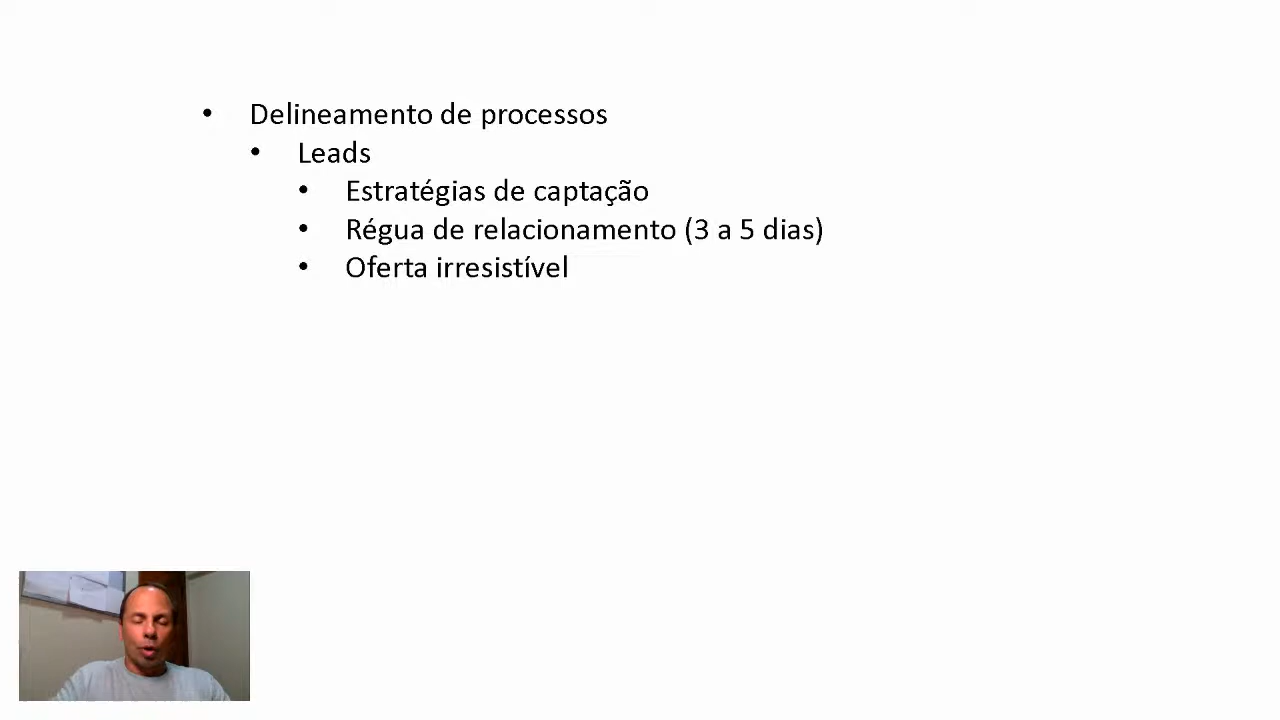 • Delineamento de processos
• Leads
• Estratégias de captação
• Régua de relacionamento (3 a 5 dias)
• Oferta irresistível